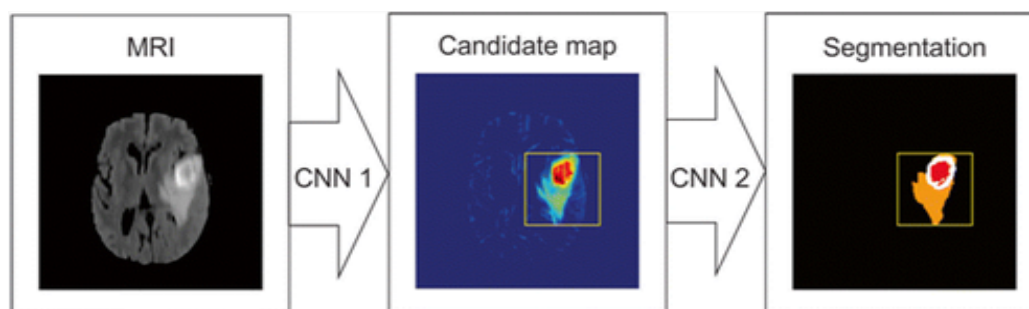 MRI
CNN 1
Candidate map
CNN 2
Segmentation